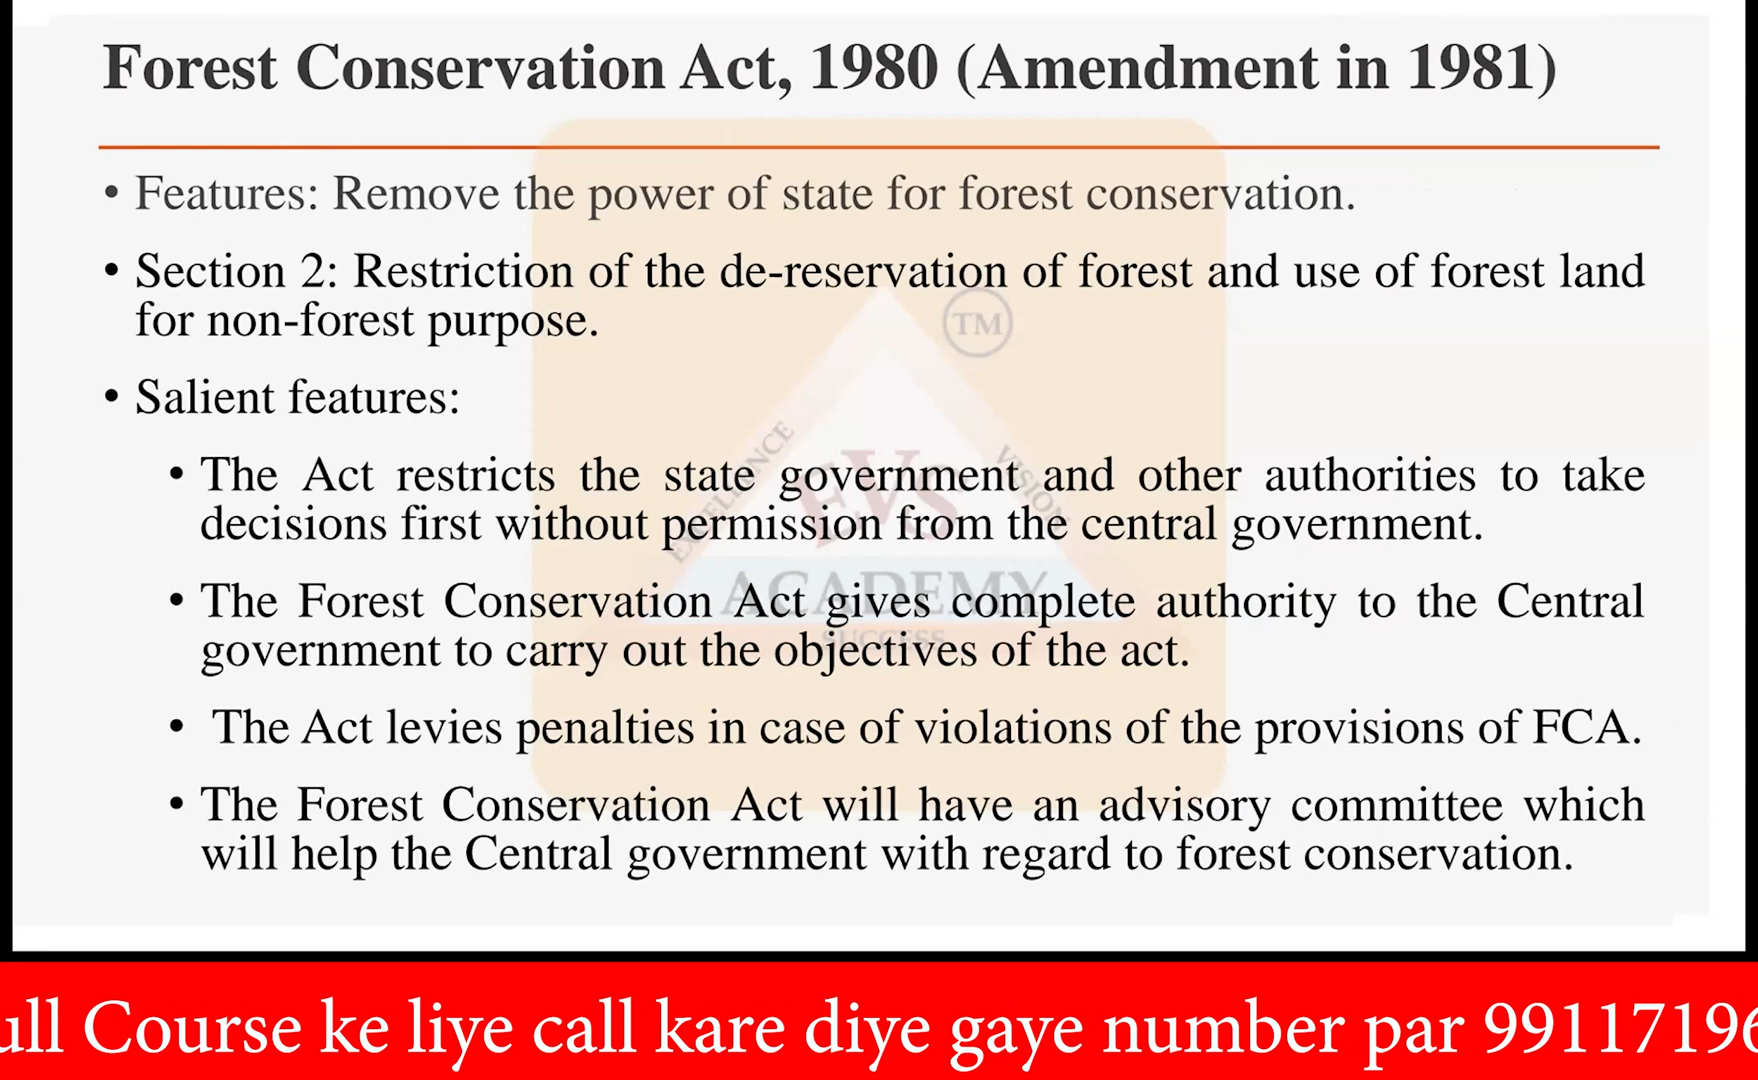 Forest Conservation Act, 1980 (Amendment in 1981)
• Features: Remove the power of state for forest conservation.
• Section 2: Restriction of the de-reservation of forest and use of forest land
for non-forest purpose.
• Salient features:
• The Act restricts the state government and other authorities to take
decisions first without permission from the central government.
• The Forest Conservation Act gives complete authority to the Central
government to carry out the objectives of the act.
• The Act levies penalties in case of violations of the provisions of FCA.
• The Forest Conservation Act will have an advisory committee which
will help the Central government with regard to forest conservation.
TM
EXCELLENCE
VISION
EVS
ACADEMY
SUCCESS
ull Course ke liye call kare diye gaye number par 99117196